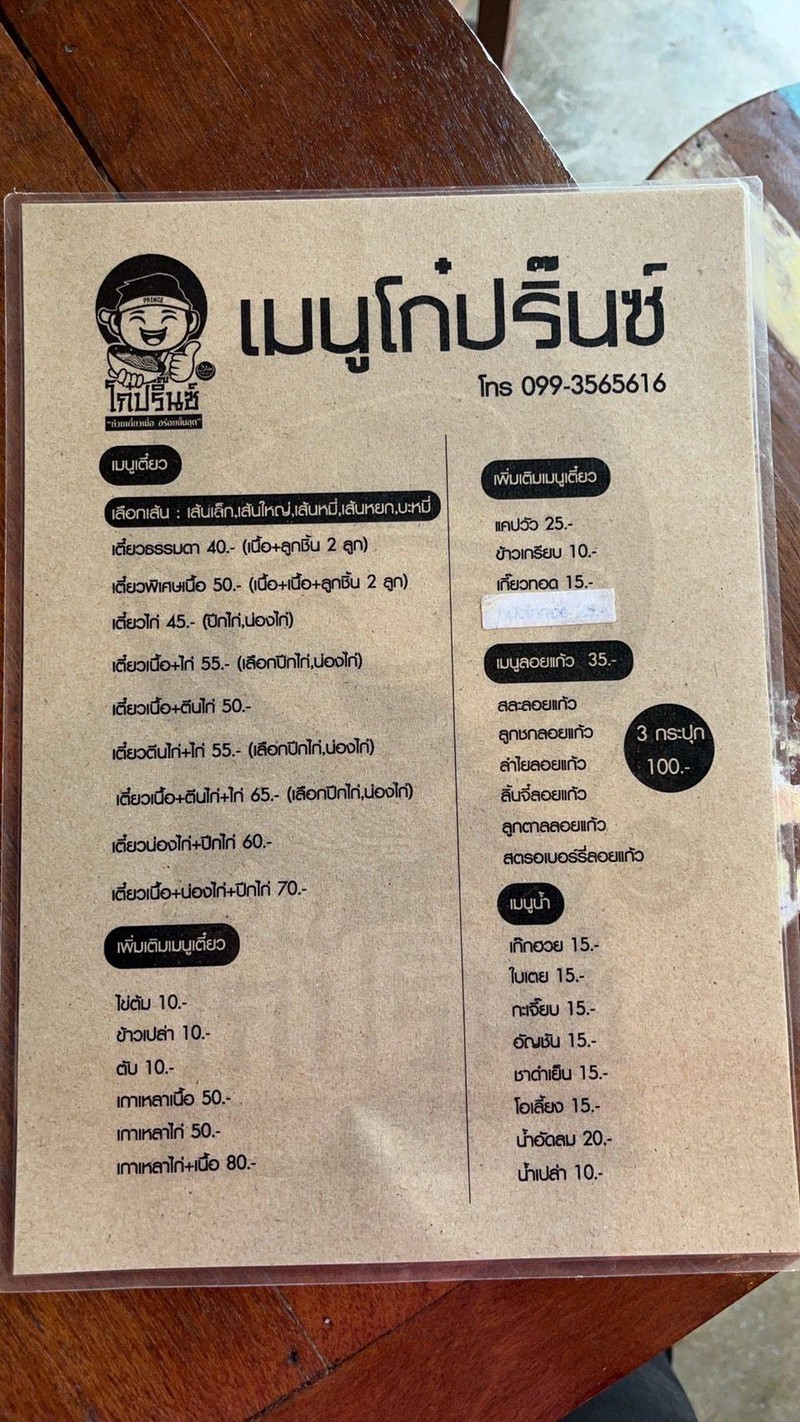 PRINCE
โกปริ๊นซ์
"ก๋วยเตี๋ยวเนื้อ อร่อยขั้นสุด"
เมนูโก๋ปริ๊นซ์
โทร 099-3565616
เมนูเตี๋ยว
เลือกเส้น : เส้นเล็ก,เส้นใหญ่,เส้นหมี่,เส้นหยก,บะหมี่
เตี๋ยวธรรมดา 40.- (เนื้อ+ลูกชิ้น 2 ลูก)
เตี๋ยวพิเศษเนื้อ 50.- (เนื้อ+เนื้อ+ลูกชิ้น 2 ลูก)
เตี๋ยวไก่ 45.- (ปีกไก่,น่องไก่)
เตี๋ยวเนื้อ+ไก่ 55.- (เลือกปีกไก่,น่องไก่)
เตี๋ยวเนื้อ+ตีนไก่ 50.-
เตี๋ยวตีนไก่+ไก่ 55.- (เลือกปีกไก่,น่องไก่)
เตี๋ยวเนื้อ+ตีนไก่+ไก่ 65.- (เลือกปีกไก่,น่องไก่)
เตี๋ยวน่องไก่+ปีกไก่ 60.-
เตี๋ยวเนื้อ+น่องไก่+ปีกไก่ 70.-
เพิ่มเติมเมนูเตี๋ยว
ไข่ต้ม 10.-
ข้าวเปล่า 10.-
ตับ 10.-
เกาเหลาเนื้อ 50.-
เกาเหลาไก่ 50.-
เกาเหลาไก่+เนื้อ 80.-
เพิ่มเติมเมนูเตี๋ยว
แคปวัว 25.-
ข้าวเกรียบ 10.-
เกี๊ยวทอด 15.-
เมนูลอยแก้ว 35.-
สละลอยแก้ว
ลูกชกลอยแก้ว
ลำไยลอยแก้ว
ลิ้นจี่ลอยแก้ว
ลูกตาลลอยแก้ว
สตรอเบอร์รี่ลอยแก้ว
3 กระปุก
100.-
เมนูน้ำ
เก๊กฮวย 15.-
ใบเตย 15.-
กะเจี๊ยบ 15.-
อัญชัน 15.-
ชาดำเย็น 15.-
โอเลี้ยง 15.-
น้ำอัดลม 20.-
น้ำเปล่า 10.-